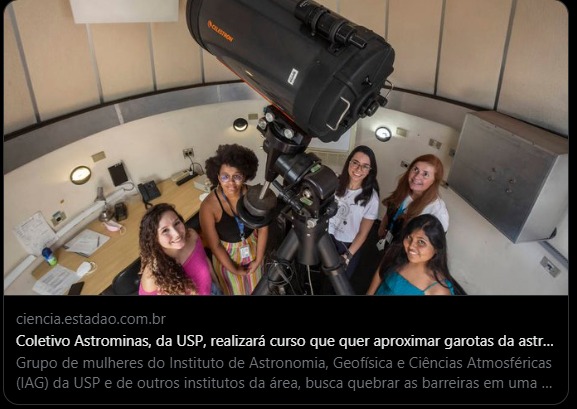 CELESTRON
ciencia.estadao.com.br
Coletivo Astrominas, da USP, realizará curso que quer aproximar garotas da astr...
Grupo de mulheres do Instituto de Astronomia, Geofísica e Ciências Atmosféricas
(IAG) da USP e de outros institutos da área, busca quebrar as barreiras em uma ...